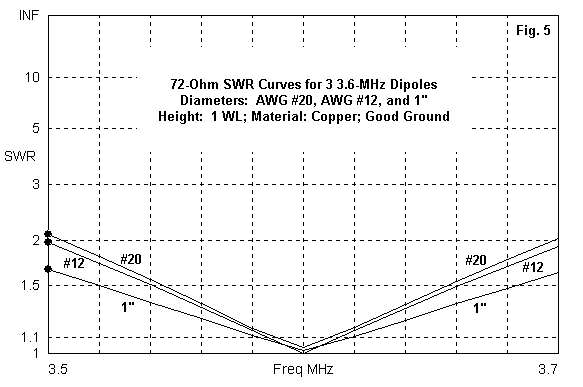 INF
Fig. 5
10
72-Ohm SWR Curves for 3 3.6-MHz Dipoles
Diameters: AWG #20, AWG #12, and 1"
Height: 1 WL; Material: Copper; Good Ground
5
SWR
3
2
#20
#20
#12
#12
1.5
1"
1"
1.1
1
3.5
Freq MHz
3.7